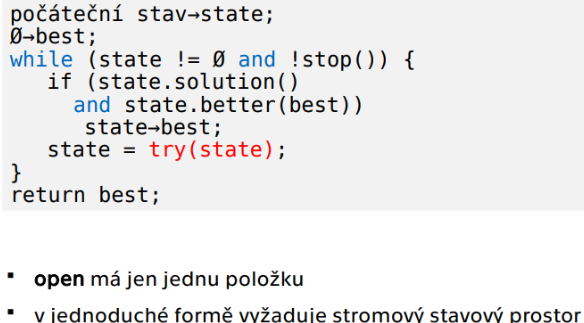 počáteční stav→state;
Ø→best;
while (state != Ø and !stop()) {
if (state.solution()
and state.better(best))
state→best;
state = try(state);
}
return best;
▪ open má jen jednu položku
▪ v jednoduché formě vyžaduje stromový stavový prostor